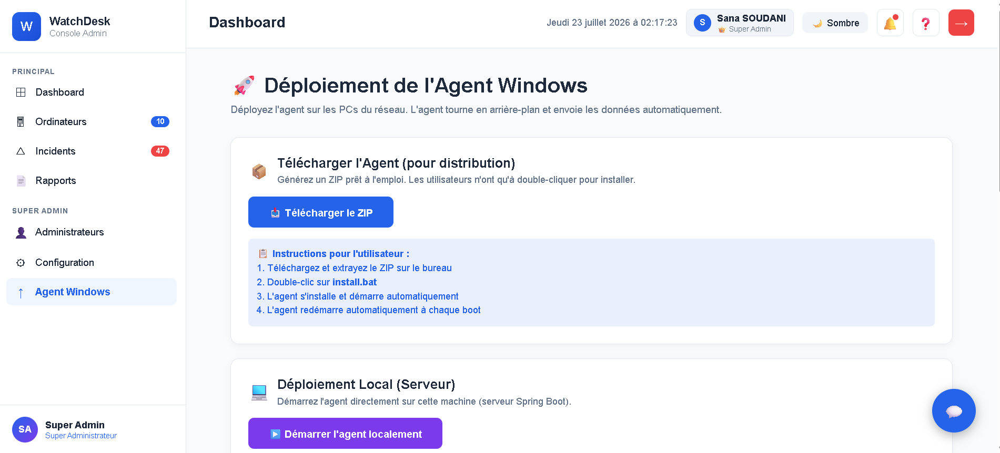 W
WatchDesk
Console Admin
PRINCIPAL
Dashboard
Ordinateurs 10
Incidents 47
Rapports
SUPER ADMIN
Administrateurs
Configuration
Agent Windows
SA
Super Admin
Super Administrateur
Dashboard
Jeudi 23 juillet 2026 à 02:17:23
S
Sana SOUDANI
Super Admin
Sombre
Déploiement de l'Agent Windows
Déployez l'agent sur les PCs du réseau. L'agent tourne en arrière-plan et envoie les données automatiquement.
Télécharger l'Agent (pour distribution)
Générez un ZIP prêt à l'emploi. Les utilisateurs n'ont qu'à double-cliquer pour installer.
Télécharger le ZIP
Instructions pour l'utilisateur :
1. Téléchargez et extrayez le ZIP sur le bureau
2. Double-clic sur install.bat
3. L'agent s'installe et démarre automatiquement
4. L'agent redémarre automatiquement à chaque boot
Déploiement Local (Serveur)
Démarrez l'agent directement sur cette machine (serveur Spring Boot).
Démarrer l'agent localement